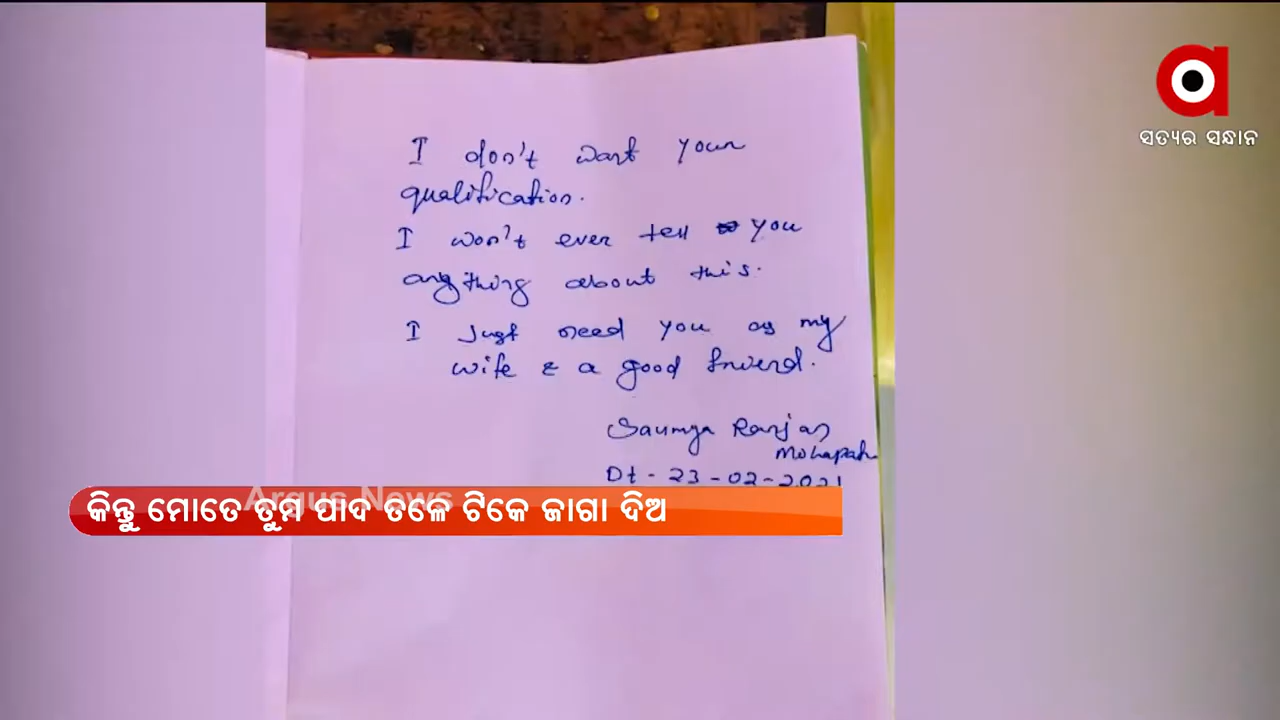 ସତ୍ୟର ସନ୍ଧାନ
I don't want your
qualification.
I won't ever tell you
anything about this.
I Just need you as my
wife & a good friend.
Saumya Ranjan
Mohapatra
Dt - 23-02-2021
Argus News
କିନ୍ତୁ ମୋତେ ତୁମ ପାଦ ତଳେ ଟିକେ ଜାଗା ଦିଅ